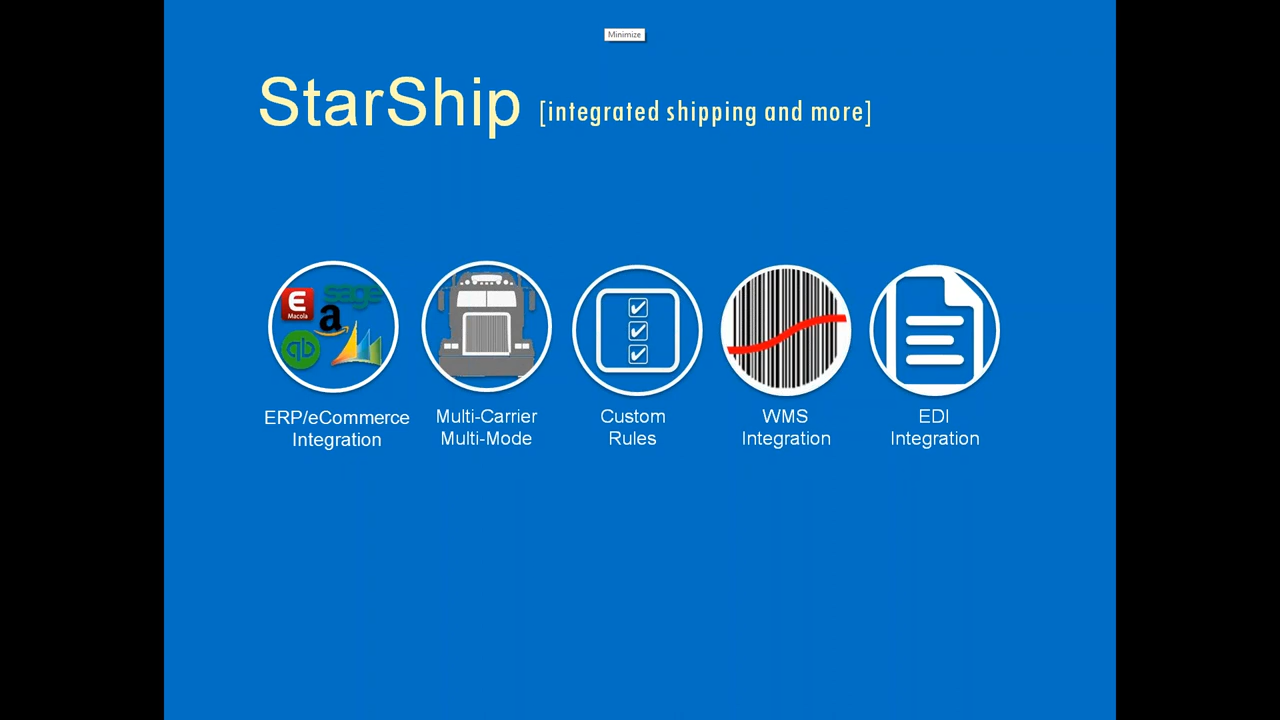 Minimize
StarShip [integrated shipping and more]
E
Macola
sage
a
qb
ERP/eCommerce
Integration
Multi-Carrier
Multi-Mode
Custom
Rules
WMS
Integration
EDI
Integration